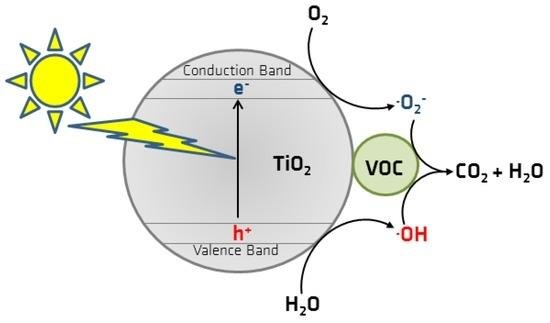 O₂
Conduction Band
e⁻
·O₂⁻
TiO₂
VOC
CO₂ + H₂O
h⁺
·OH
Valence Band
H₂O